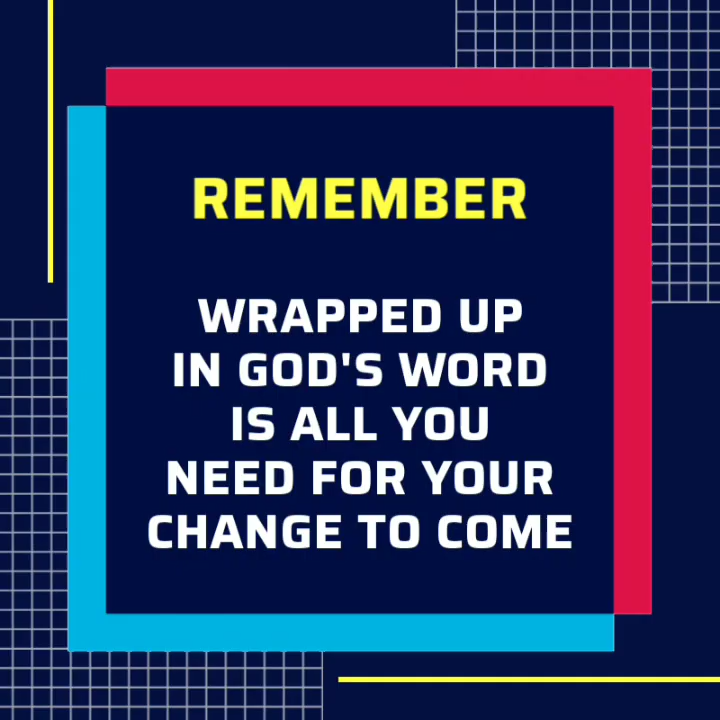 REMEMBER
WRAPPED UP
IN GOD'S WORD
IS ALL YOU
NEED FOR YOUR
CHANGE TO COME